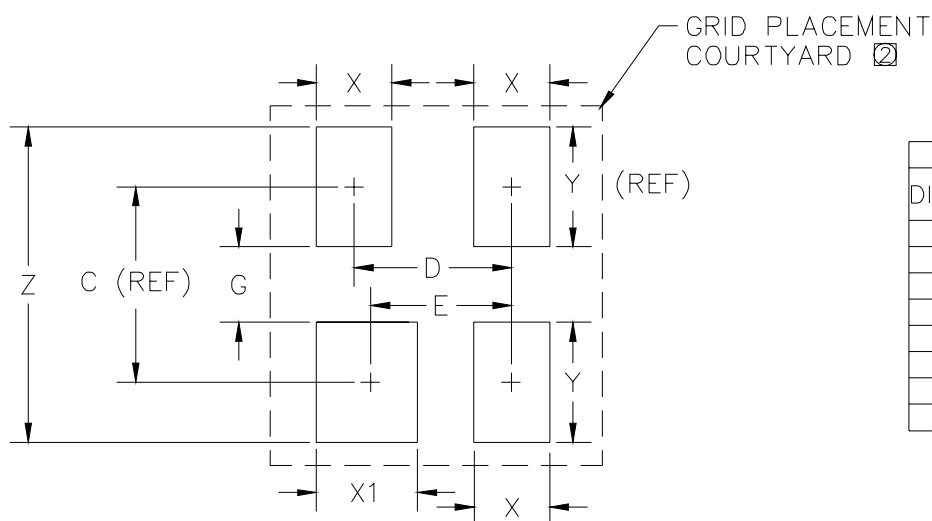 GRID PLACEMENT
COURTYARD 2
X
X
Y (REF)
DI
D
Z
C (REF)
G
E
Y
X1
X